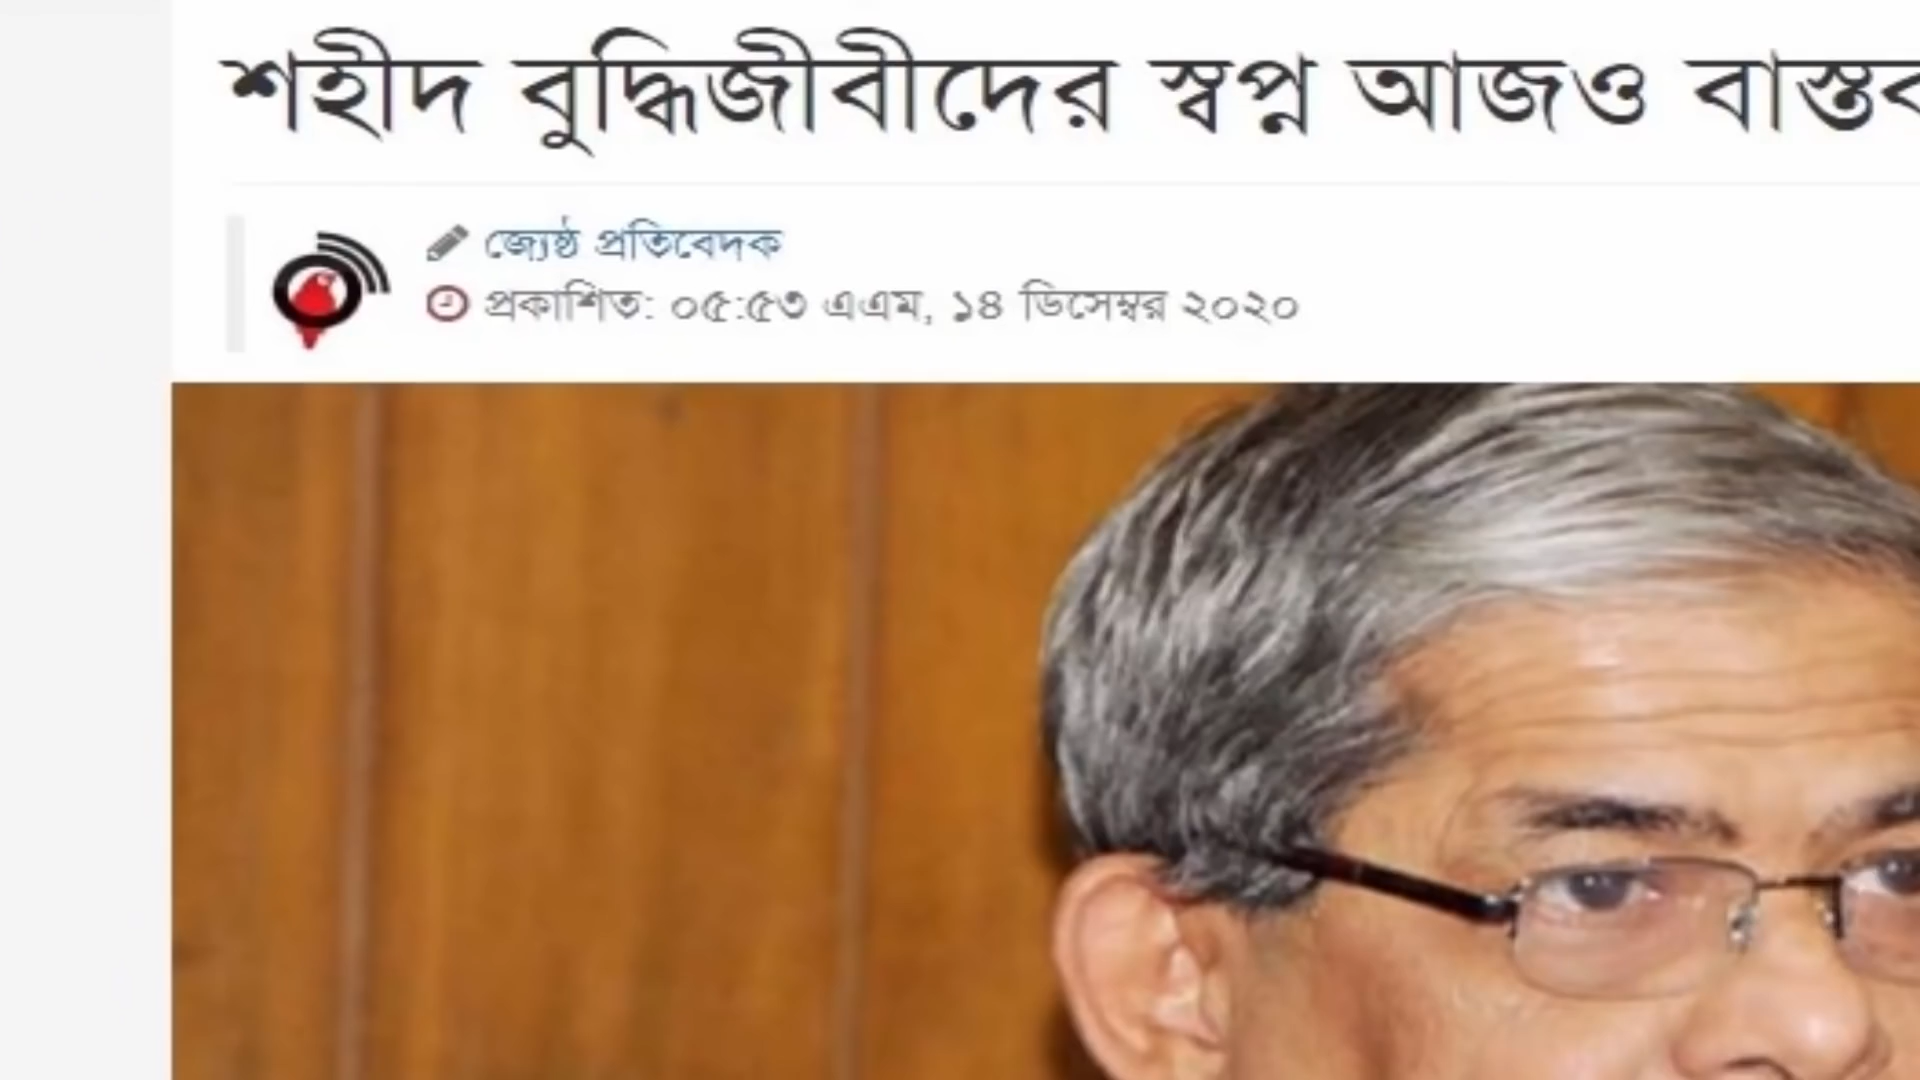 শহীদ বুদ্ধিজীবীদের স্বপ্ন আজও বাস্তব
জ্যেষ্ঠ প্রতিবেদক
প্রকাশিত: ০৫:৫৩ এএম, ১৪ ডিসেম্বর ২০২০